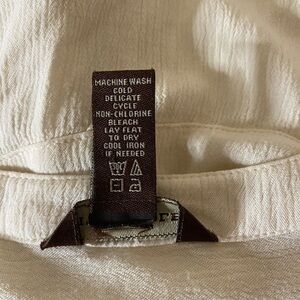 MACHINE WASH
COLD
DELICATE
CYCLE
NON-CHLORINE
BLEACH
LAY FLAT
TO DRY
COOL IRON
IF NEEDED